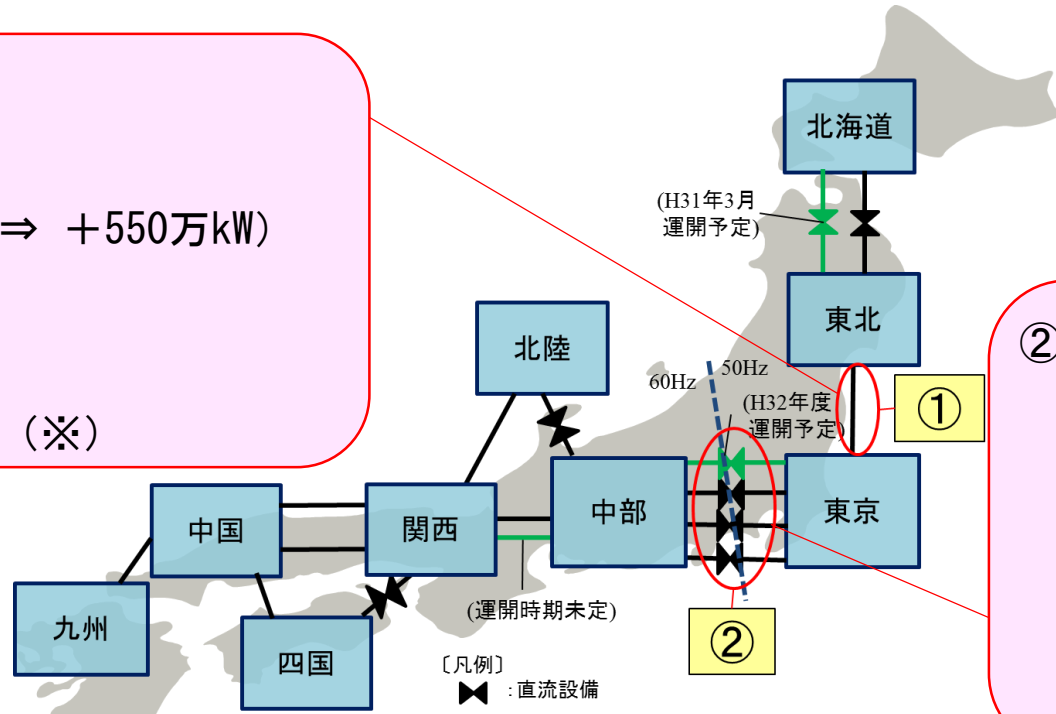 ⇒ +550万kW)
(※)
北海道
(H31年3月
運開予定)
東北
北陸
60Hz
50Hz
(H32年度
運開予定)
①
②
中国
関西
中部
東京
(運開時期未定)
九州
四国
②
〔凡例〕
:直流設備